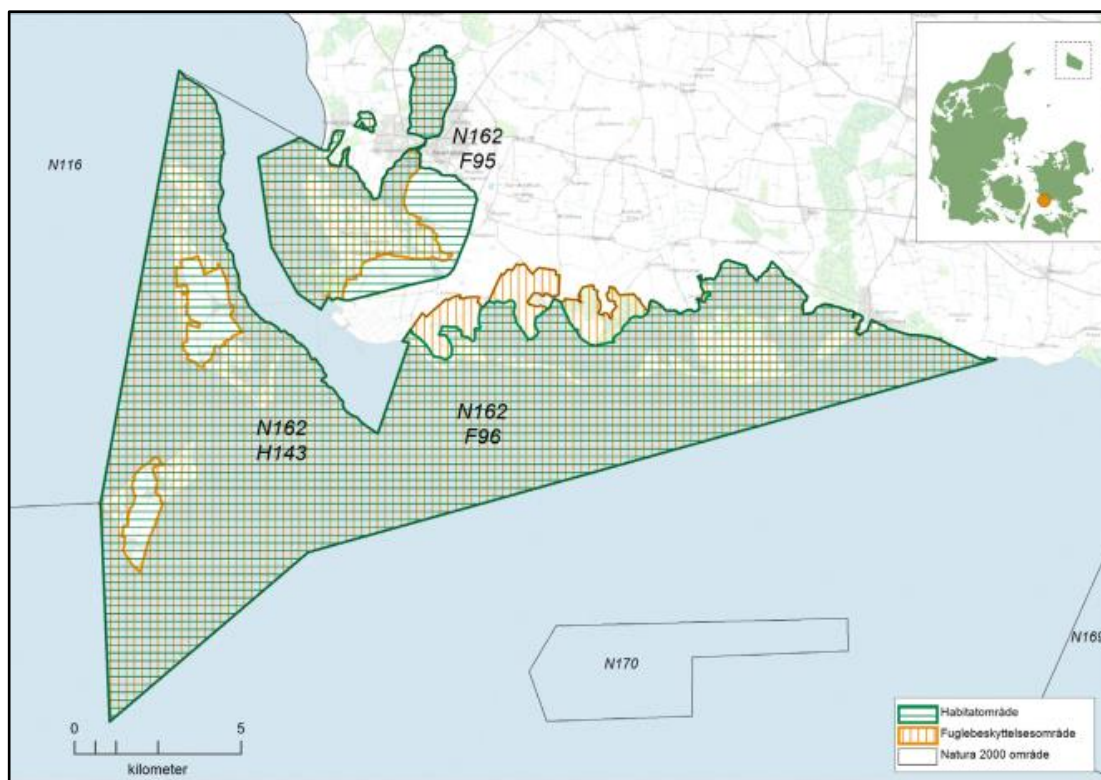 N116
N162
F95
N162
H143
N162
F96
N170
N169
0
5
kilometer
Habitatområde
Fuglebeskyttelsesområde
Natura 2000 område